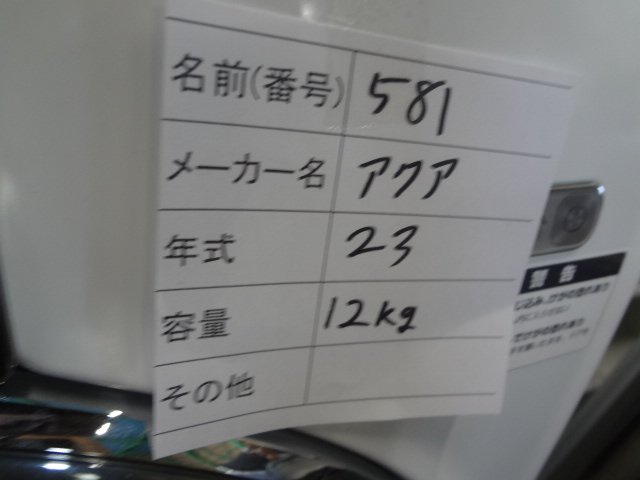 名前(番号) 581
メーカー名 アクア
年式 23
容量 12kg
その他
警告